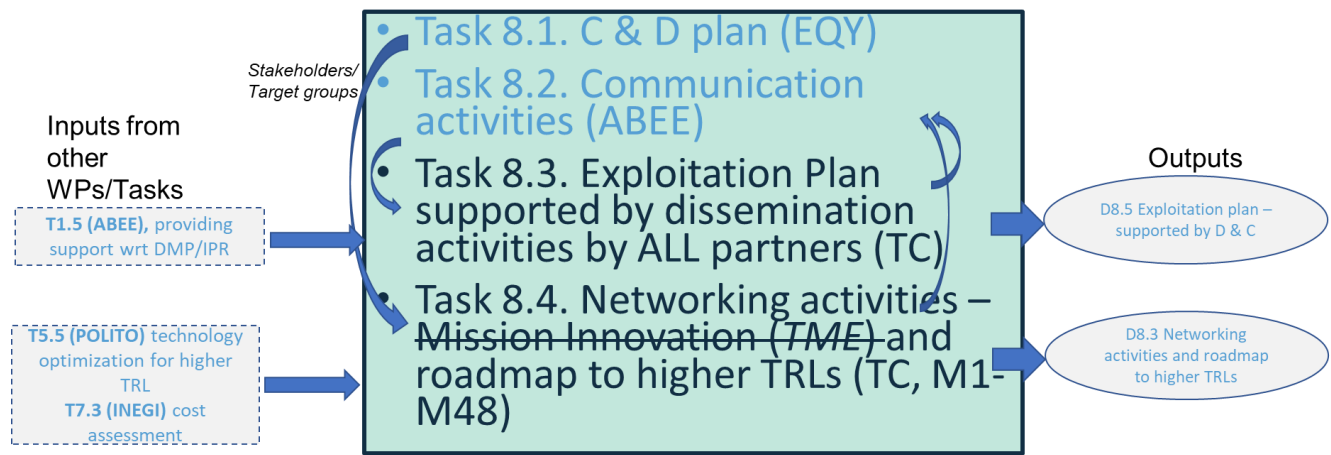 Stakeholders/
Target groups
Inputs from
other
WPs/Tasks
T1.5 (ABEE), providing
support wrt DMP/IPR
T5.5 (POLITO) technology
optimization for higher
TRL
T7.3 (INEGI) cost
assessment
• Task 8.1. C & D plan (EQY)
• Task 8.2. Communication
activities (ABEE)
• Task 8.3. Exploitation Plan
supported by dissemination
activities by ALL partners (TC)
• Task 8.4. Networking activities –
Mission Innovation (TME) and
roadmap to higher TRLs (TC, M1-
M48)
Outputs
D8.5 Exploitation plan –
supported by D & C
D8.3 Networking
activities and roadmap
to higher TRLs